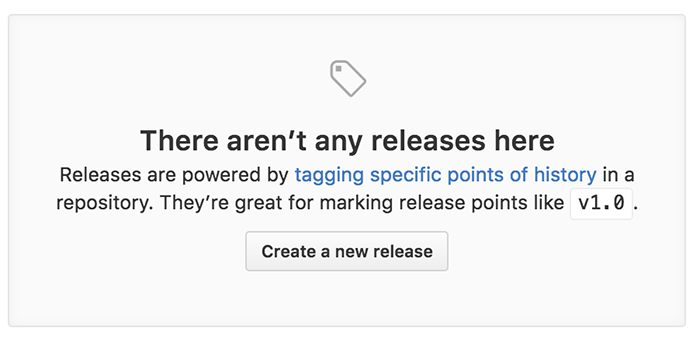 There aren’t any releases here
Releases are powered by tagging specific points of history in a
repository. They’re great for marking release points like v1.0.
Create a new release